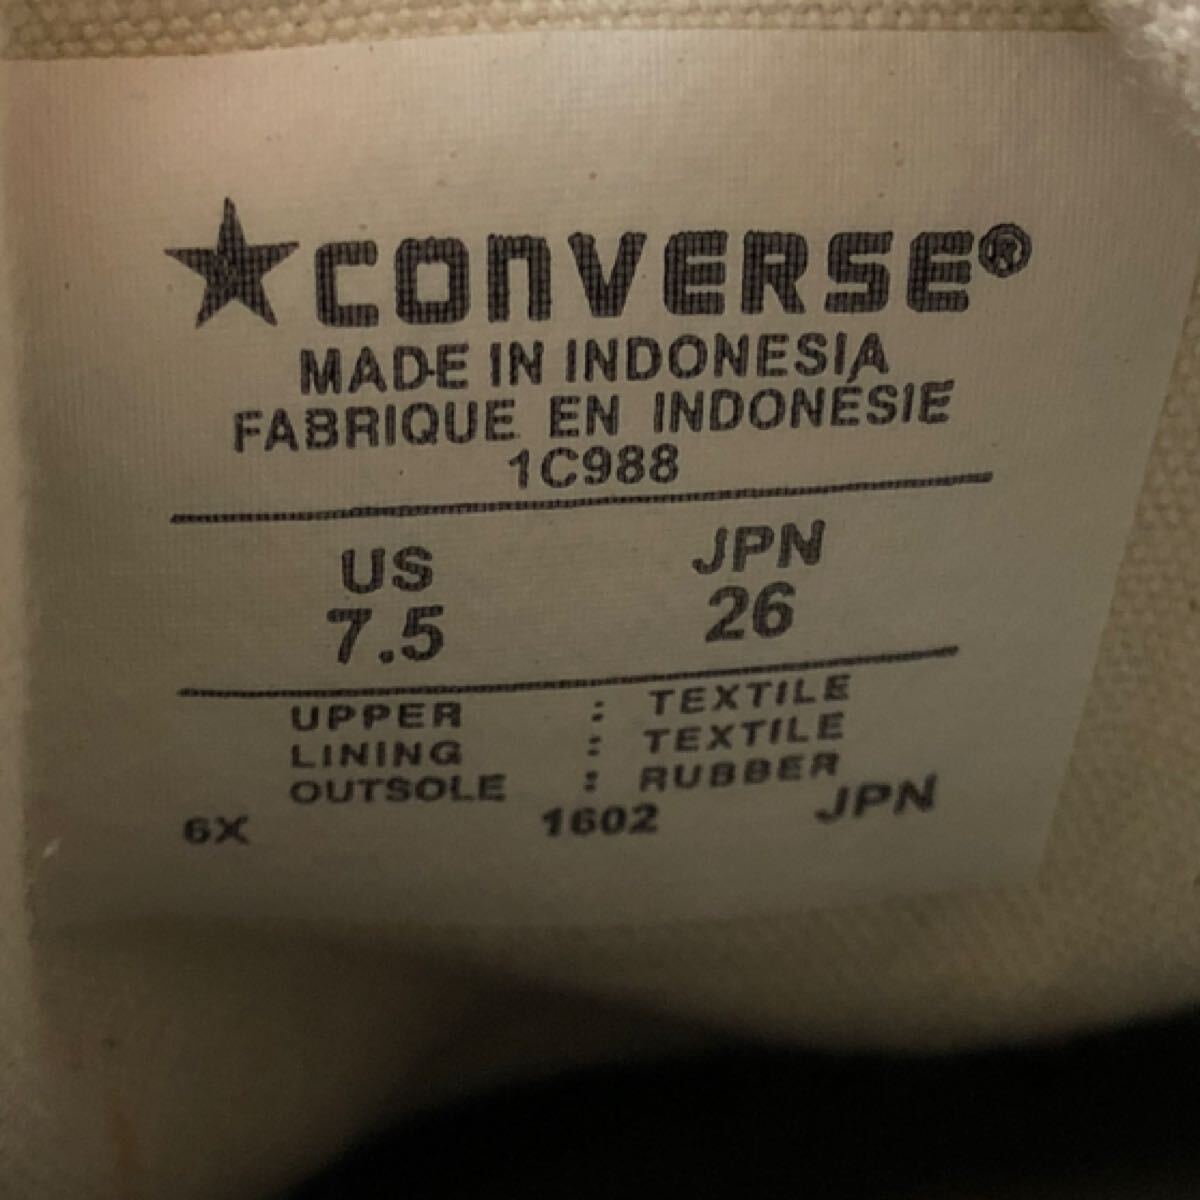 ★CONVERSE®
MADE IN INDONESIA
FABRIQUE EN INDONÉSIE
1C988
US JPN
7.5 26
UPPER : TEXTILE
LINING : TEXTILE
OUTSOLE : RUBBER
6X 1602 JPN